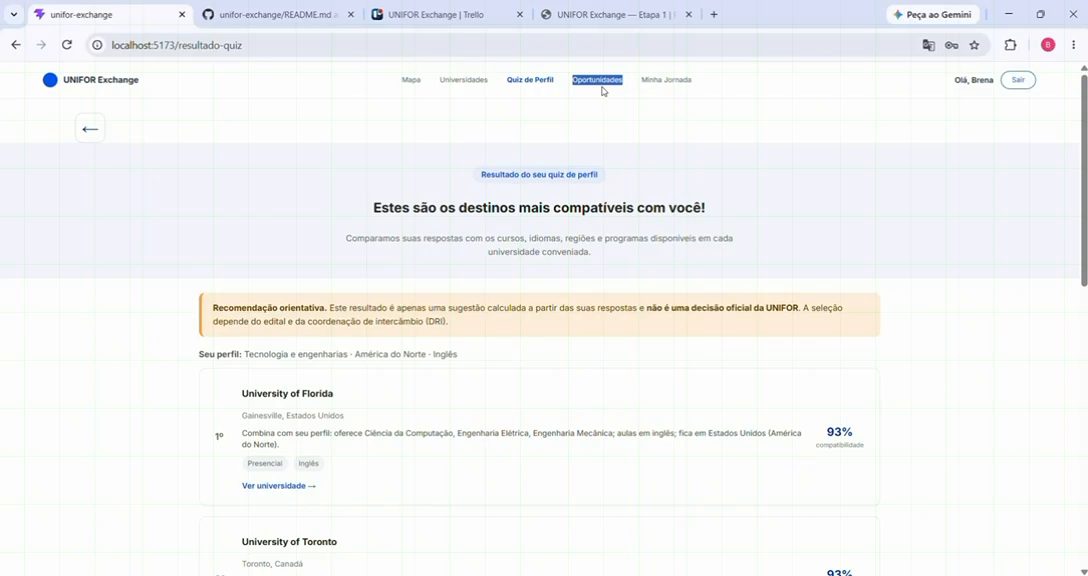 unifor-exchange
unifor-exchange/README.md a
UNIFOR Exchange | Trello
UNIFOR Exchange — Etapa 1 |
Peça ao Gemini
localhost:5173/resultado-quiz
B
UNIFOR Exchange
Mapa
Universidades
Quiz de Perfil
Oportunidades
Minha Jornada
Olá, Brena
Sair
←
Resultado do seu quiz de perfil
Estes são os destinos mais compatíveis com você!
Comparamos suas respostas com os cursos, idiomas, regiões e programas disponíveis em cada
universidade conveniada.
Recomendação orientativa. Este resultado é apenas uma sugestão calculada a partir das suas respostas e não é uma decisão oficial da UNIFOR. A seleção
depende do edital e da coordenação de intercâmbio (DRI).
Seu perfil: Tecnologia e engenharias · América do Norte · Inglês
University of Florida
Gainesville, Estados Unidos
1º
Combina com seu perfil: oferece Ciência da Computação, Engenharia Elétrica, Engenharia Mecânica; aulas em inglês; fica em Estados Unidos (América
do Norte).
93%
compatibilidade
Presencial
Inglês
Ver universidade →
University of Toronto
Toronto, Canadá
93%